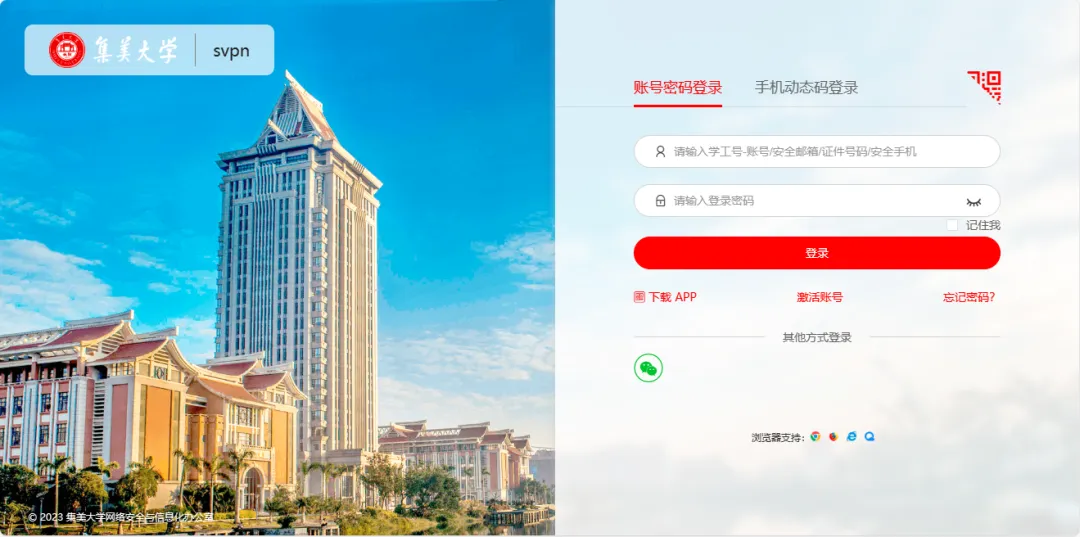 集美大学
svpn
账号密码登录 手机动态码登录
请输入学工号-账号/安全邮箱/证件号码/安全手机
请输入登录密码
记住我
登录
下载 APP 激活账号 忘记密码?
其他方式登录
浏览器支持:
© 2023 集美大学网络安全与信息化办公室